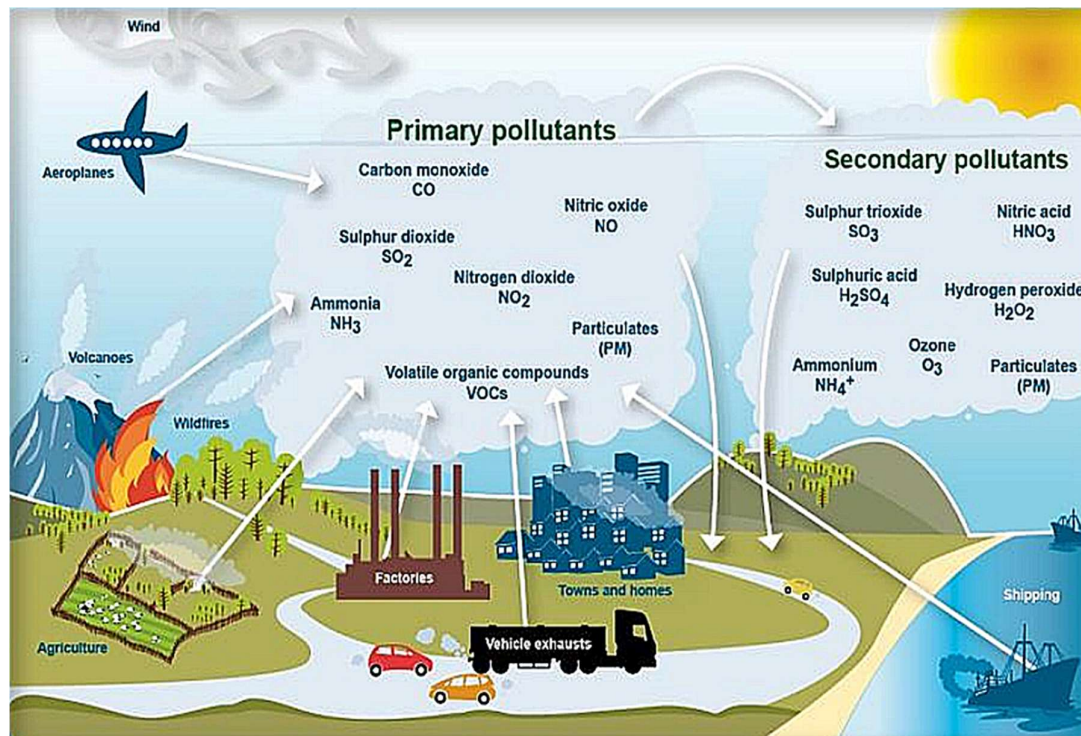 Wind
Aeroplanes
Primary pollutants
Carbon monoxide
CO
Nitric oxide
NO
Sulphur dioxide
SO2
Nitrogen dioxide
NO2
Ammonia
NH3
Particulates
(PM)
Volatile organic compounds
VOCs
Secondary pollutants
Sulphur trioxide
SO3
Nitric acid
HNO3
Sulphuric acid
H2SO4
Hydrogen peroxide
H2O2
Ozone
O3
Ammonium
NH4+
Particulates
(PM)
Volcanoes
Wildfires
Factories
Towns and homes
Shipping
Agriculture
Vehicle exhausts